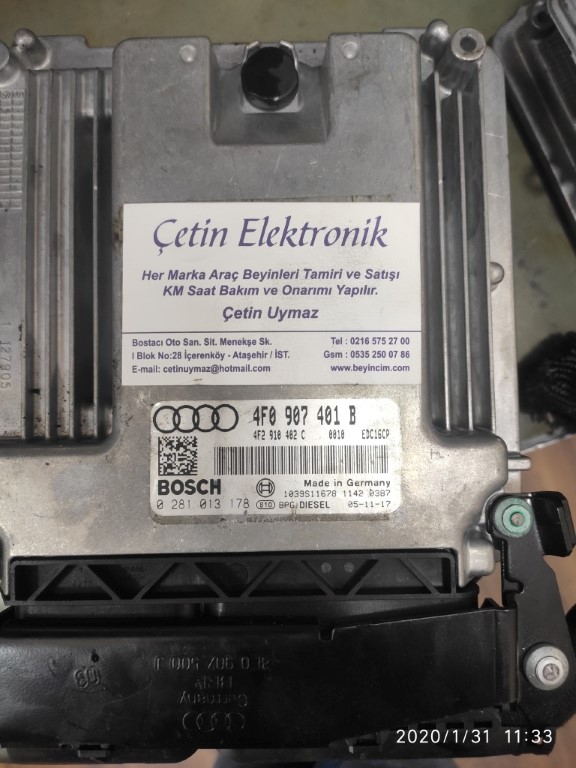 Çetin Elektronik
Her Marka Araç Beyinleri Tamiri ve Satışı
KM Saat Bakım ve Onarımı Yapılır.
Çetin Uymaz
Bostacı Oto San. Sit. Menekşe Sk.
I Blok No:28 İçerenköy - Ataşehir / İST.
E-mail: cetinuymaz@hotmail.com
Tel : 0216 575 27 00
Gsm : 0535 250 07 86
www.beyincim.com
4F0 907 401 B
4F2 910 402 C 0010 EDC16CP
BOSCH
Made in Germany
1039S11678 1142 0387
0 281 013 178 BPG/DIESEL 05-11-17
Germany
2020/1/31 11:33